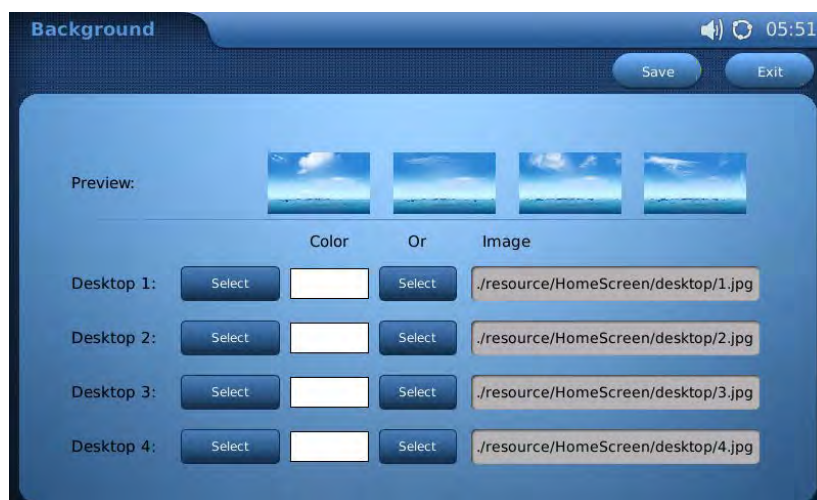 Background 05:51
Save Exit
Preview:
Color Or Image
Desktop 1: Select Select ./resource/HomeScreen/desktop/1.jpg
Desktop 2: Select Select ./resource/HomeScreen/desktop/2.jpg
Desktop 3: Select Select ./resource/HomeScreen/desktop/3.jpg
Desktop 4: Select Select ./resource/HomeScreen/desktop/4.jpg